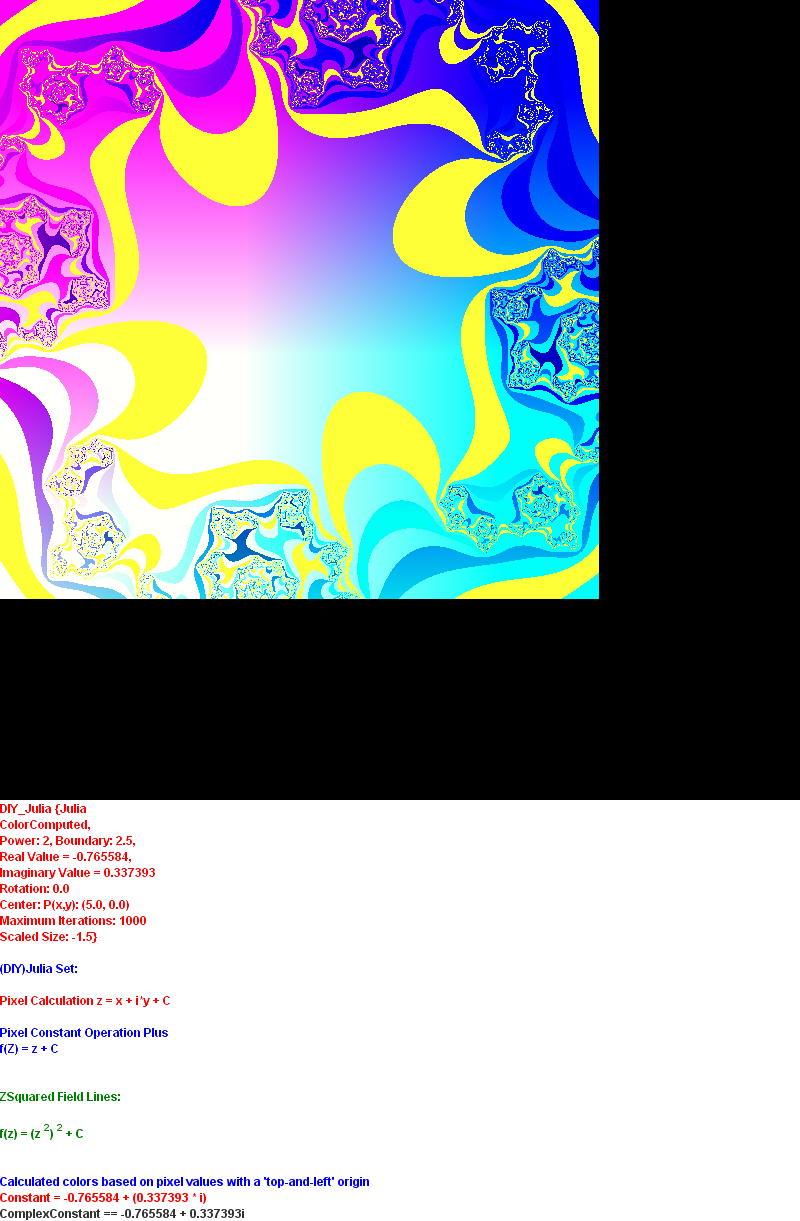 DIY_Julia {Julia
ColorComputed,
Power: 2, Boundary: 2.5,
Real Value = -0.765584,
Imaginary Value = 0.337393
Rotation: 0.0
Center: P(x,y): (5.0, 0.0)
Maximum Iterations: 1000
Scaled Size: -1.5}
(DIY)Julia Set:
Pixel Calculation z = x + i*y + C
Pixel Constant Operation Plus
f(Z) = z + C
ZSquared Field Lines:
f(z) = (z ²) ² + C
Calculated colors based on pixel values with a 'top-and-left' origin
Constant = -0.765584 + (0.337393 * i)
ComplexConstant == -0.765584 + 0.337393i